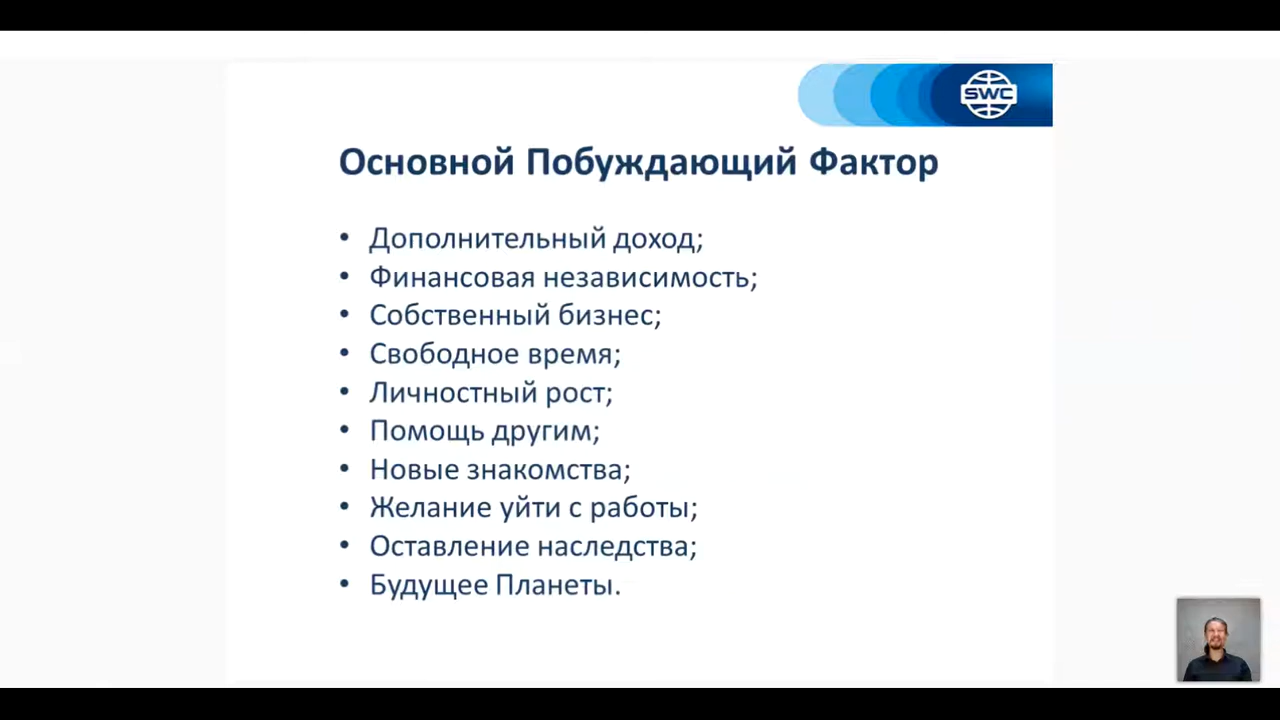 SWC
Основной Побуждающий Фактор
• Дополнительный доход;
• Финансовая независимость;
• Собственный бизнес;
• Свободное время;
• Личностный рост;
• Помощь другим;
• Новые знакомства;
• Желание уйти с работы;
• Оставление наследства;
• Будущее Планеты.